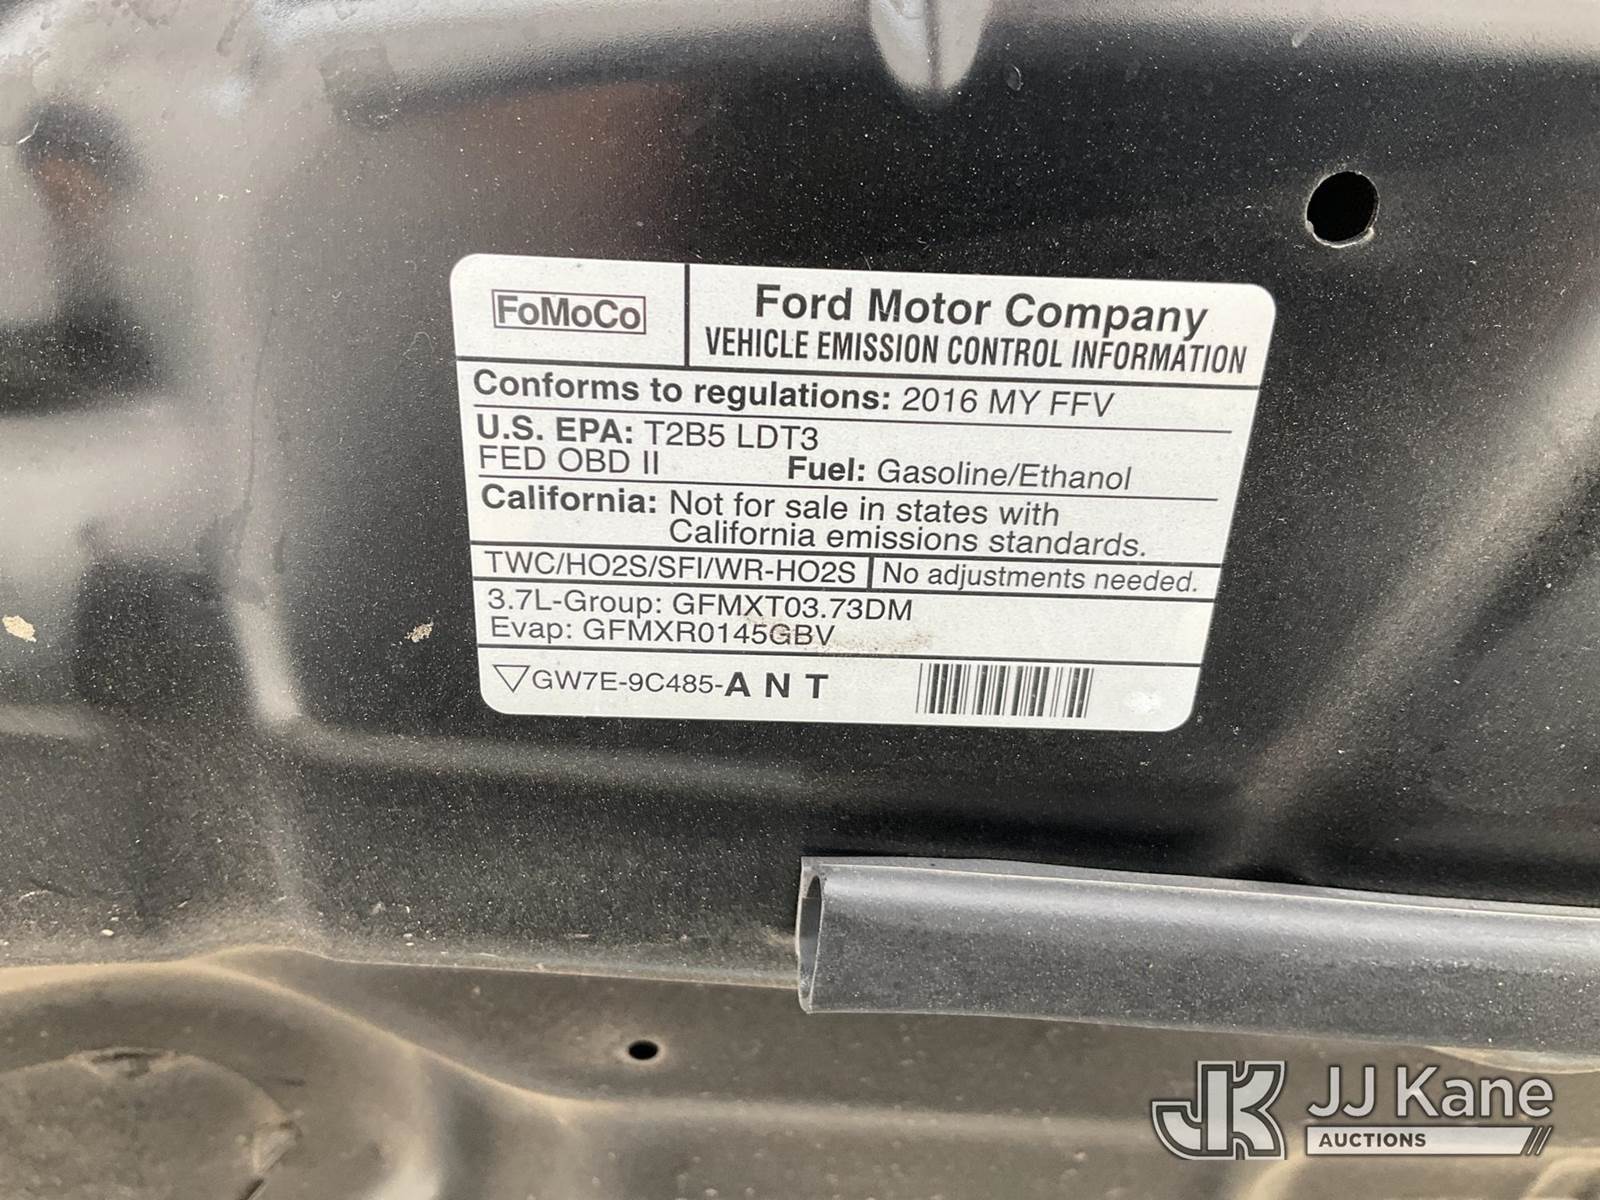 FoMoCo
Ford Motor Company
VEHICLE EMISSION CONTROL INFORMATION
Conforms to regulations: 2016 MY FFV
U.S. EPA: T2B5 LDT3
FED OBD II Fuel: Gasoline/Ethanol
California: Not for sale in states with
California emissions standards.
TWC/HO2S/SFI/WR-HO2S No adjustments needed.
3.7L-Group: GFMXT03.73DM
Evap: GFMXR0145GBV
GW7E-9C485-A N T
JK JJ Kane
AUCTIONS